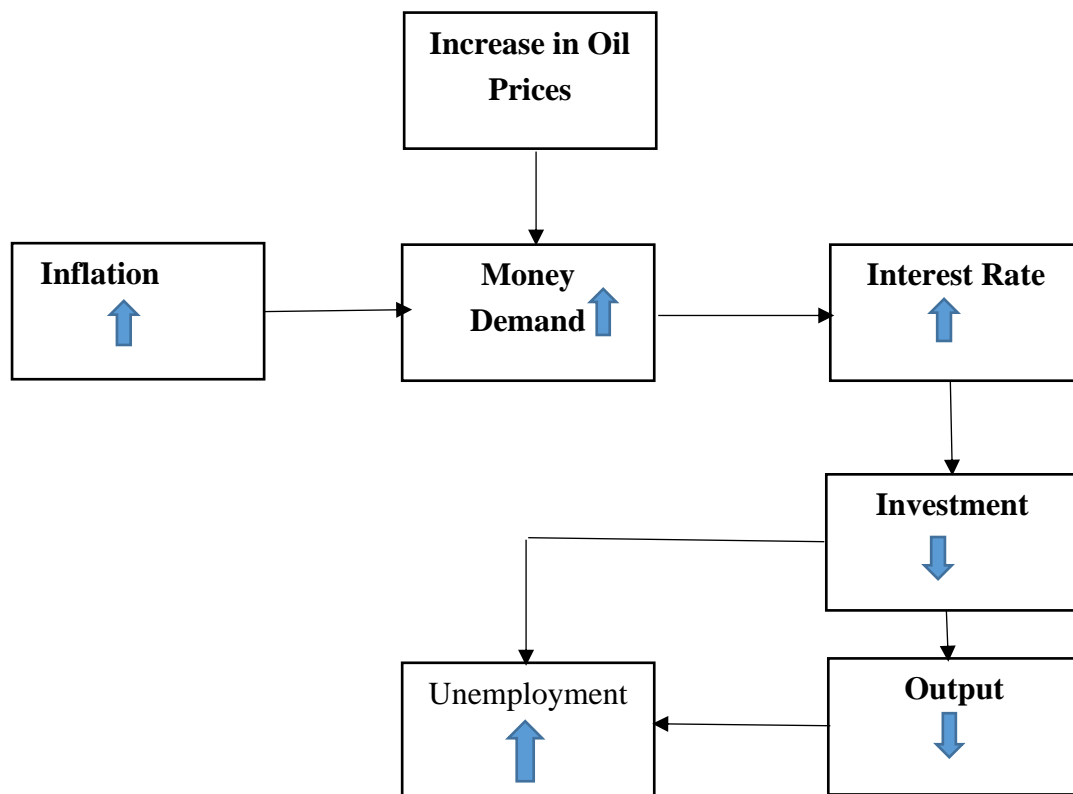 Increase in Oil
Prices
Inflation
Money
Demand
Interest Rate
Investment
Unemployment
Output